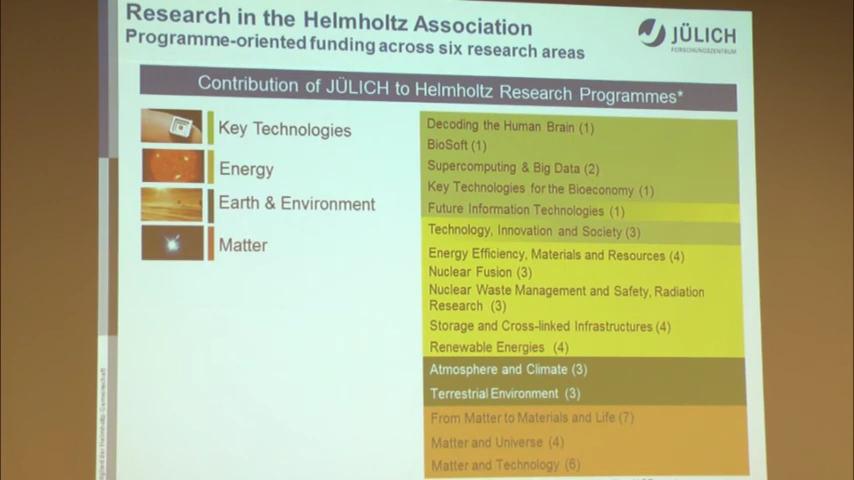 Research in the Helmholtz Association
Programme-oriented funding across six research areas
JÜLICH
FORSCHUNGSZENTRUM
Contribution of JÜLICH to Helmholtz Research Programmes*
Key Technologies
Energy
Earth & Environment
Matter
Decoding the Human Brain (1)
BioSoft (1)
Supercomputing & Big Data (2)
Key Technologies for the Bioeconomy (1)
Future Information Technologies (1)
Technology, Innovation and Society (3)
Energy Efficiency, Materials and Resources (4)
Nuclear Fusion (3)
Nuclear Waste Management and Safety, Radiation
Research (3)
Storage and Cross-linked Infrastructures (4)
Renewable Energies (4)
Atmosphere and Climate (3)
Terrestrial Environment (3)
From Matter to Materials and Life (7)
Matter and Universe (4)
Matter and Technology (6)
der Helmholtz-Gemeinschaft